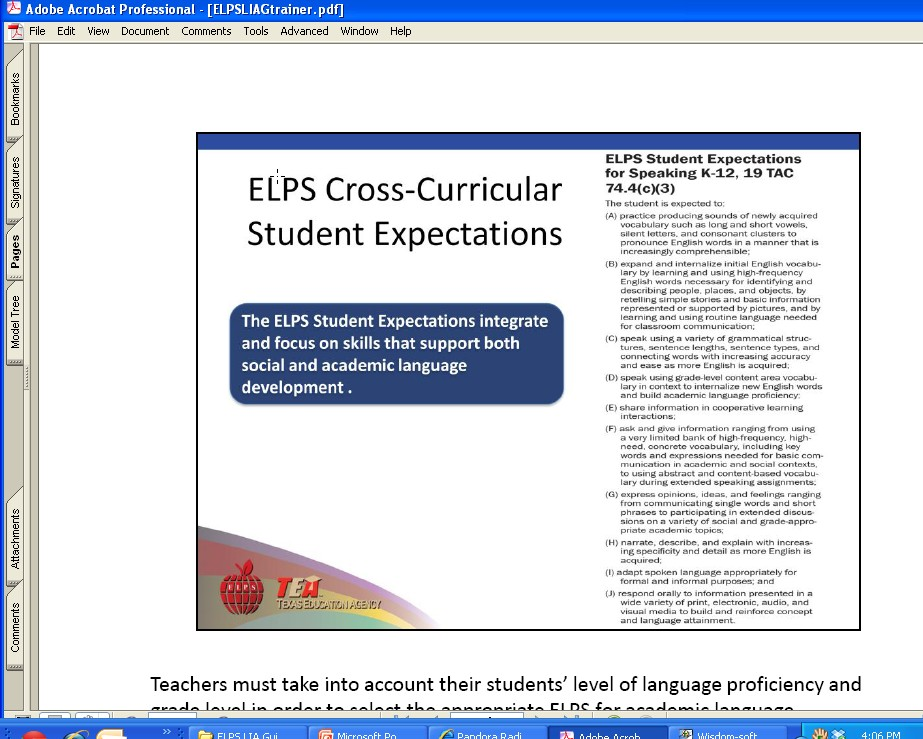 Adobe Acrobat Professional - [ELPSLIAGtrainer.pdf]
File Edit View Document Comments Tools Advanced Window Help
Bookmarks
Signatures
Pages
Model Tree
Attachments
Comments
ELPS Cross-Curricular
Student Expectations
The ELPS Student Expectations integrate
and focus on skills that support both
social and academic language
development .
TEA
TEXAS EDUCATION AGENCY
ELPS Student Expectations
for Speaking K-12, 19 TAC
74.4(c)(3)
The student is expected to:
(A) practice producing sounds of newly acquired
vocabulary such as long and short vowels,
silent letters, and consonant clusters to
pronounce English words in a manner that is
increasingly comprehensible;
(B) expand and internalize initial English vocabu-
lary by learning and using high-frequency
English words necessary for identifying and
describing people, places, and objects, by
retelling simple stories and basic information
represented or supported by pictures, and by
learning and using routine language needed
for classroom communication;
(C) speak using a variety of grammatical struc-
tures, sentence lengths, sentence types, and
connecting words with increasing accuracy
and ease as more English is acquired;
(D) speak using grade-level content area vocabu-
lary in context to internalize new English words
and build academic language proficiency;
(E) share information in cooperative learning
interactions;
(F) ask and give information ranging from using
a very limited bank of high-frequency, high-
need, concrete vocabulary, including key
words and expressions needed for basic com-
munication in academic and social contexts,
to using abstract and content-based vocabu-
lary during extended speaking assignments;
(G) express opinions, ideas, and feelings ranging
from communicating single words and short
phrases to participating in extended discus-
sions on a variety of social and grade-appro-
priate academic topics;
(H) narrate, describe, and explain with increas-
ing specificity and detail as more English is
acquired;
(I) adapt spoken language appropriately for
formal and informal purposes; and
(J) respond orally to information presented in a
wide variety of print, electronic, audio, and
visual media to build and reinforce concept
and language attainment.
Teachers must take into account their students’ level of language proficiency and
grade level in order to select the appropriate ELPS for academic language
ELPS LIA Gui... Microsoft Po... Pandora Radi... Adobe Acrob... Wisdom-soft ... 4:06 PM